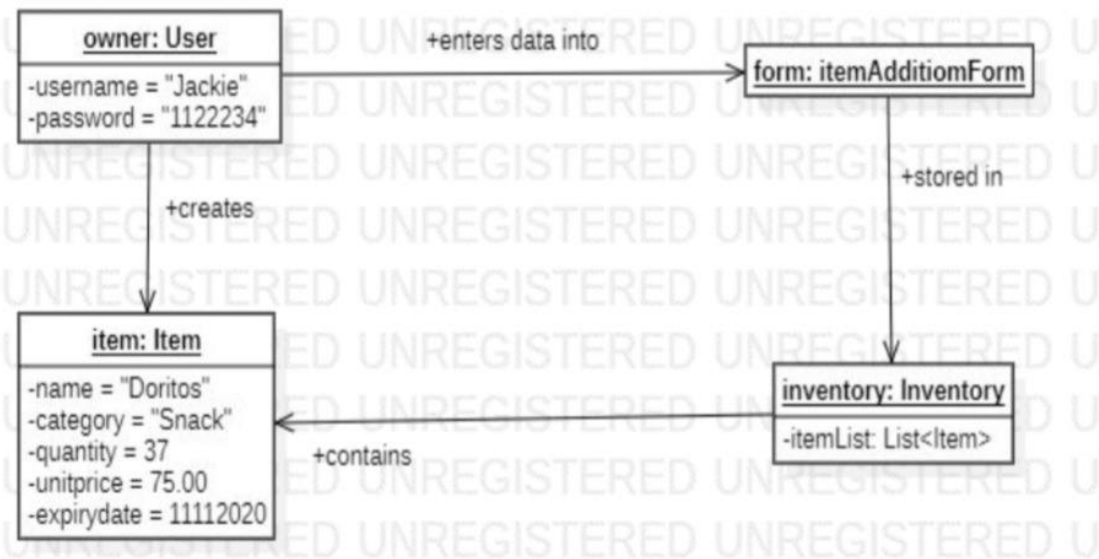 owner: User
-username = "Jackie"
-password = "1122234"
+enters data into
form: itemAdditiomForm
+creates
+stored in
item: Item
-name = "Doritos"
-category = "Snack"
-quantity = 37
-unitprice = 75.00
-expirydate = 11112020
+contains
inventory: Inventory
-itemList: List<Item>
UNREGISTERED